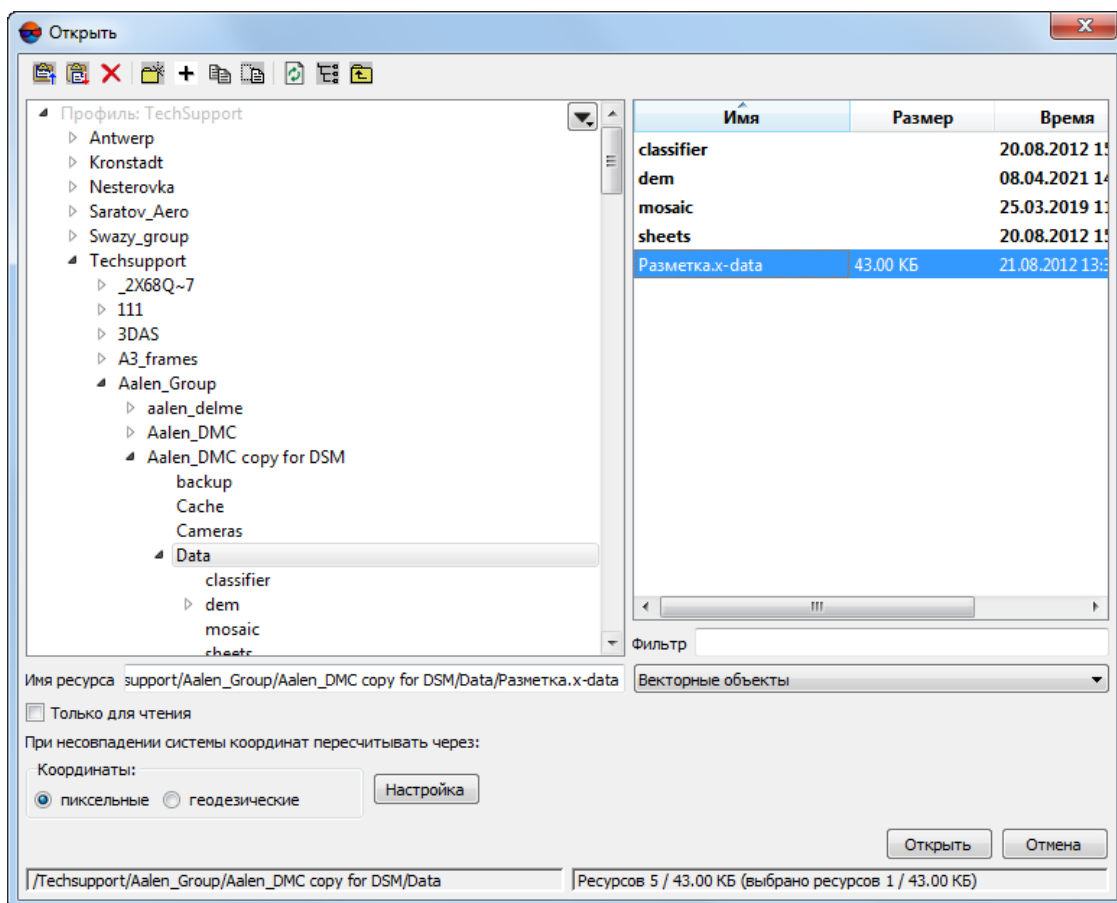 Открыть
Профиль: TechSupport
Antwerp
Kronstadt
Nesterovka
Saratov_Aero
Swazy_group
Techsupport
_2X68Q~7
111
3DAS
A3_frames
Aalen_Group
aalen_delme
Aalen_DMC
Aalen_DMC copy for DSM
backup
Cache
Cameras
Data
classifier
dem
mosaic
sheets
Имя Размер Время
classifier 20.08.2012
dem 08.04.2021
mosaic 25.03.2019
sheets 20.08.2012
Разметка.x-data 43.00 КБ 21.08.2012 13:
Фильтр
Имя ресурса support/Aalen_Group/Aalen_DMC copy for DSM/Data/Разметка.x-data Векторные объекты
Только для чтения
При несовпадении системы координат пересчитывать через:
Координаты:
пиксельные геодезические Настройка
Открыть Отмена
/Techsupport/Aalen_Group/Aalen_DMC copy for DSM/Data Ресурсов 5 / 43.00 КБ (выбрано ресурсов 1 / 43.00 КБ)